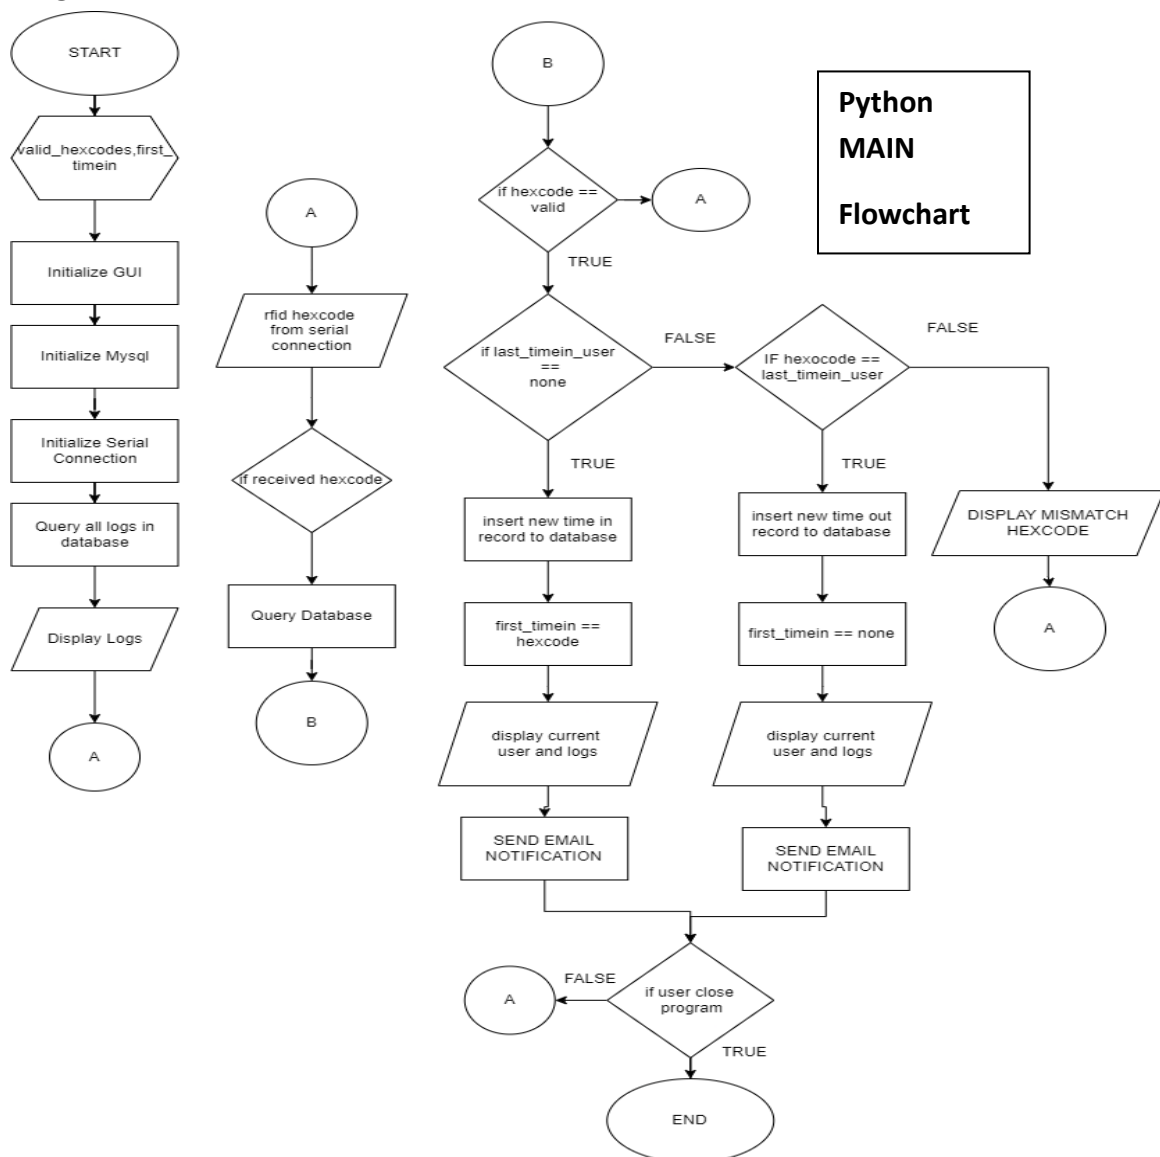 START
valid_hexcodes,first_
timein
Initialize GUI
Initialize Mysql
Initialize Serial
Connection
Query all logs in
database
Display Logs
A
A
rfid hexcode
from serial
connection
if received hexcode
Query Database
B
B
if hexcode ==
valid
A
TRUE
if last_timein_user
==
none
FALSE
IF hexocode ==
last_timein_user
FALSE
TRUE
insert new time in
record to database
first_timein ==
hexcode
display current
user and logs
SEND EMAIL
NOTIFICATION
TRUE
insert new time out
record to database
first_timein == none
display current
user and logs
SEND EMAIL
NOTIFICATION
DISPLAY MISMATCH
HEXCODE
A
if user close
program
FALSE
A
TRUE
END
Python
MAIN
Flowchart